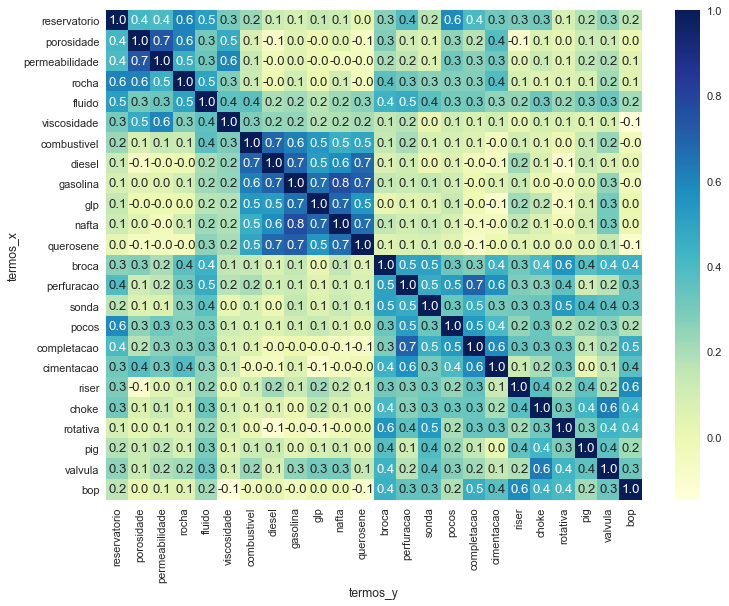 reservatorio 1.0 0.4 0.4 0.6 0.5 0.3 0.2 0.1 0.1 0.1 0.1 0.0 0.3 0.4 0.2 0.6 0.4 0.3 0.3 0.3 0.1 0.2 0.3 0.2
porosidade 0.4 1.0 0.7 0.6 0.3 0.5 0.1 -0.1 0.0 -0.0 0.0 -0.1 0.3 0.1 0.1 0.3 0.2 0.4 -0.1 0.1 0.0 0.1 0.1 0.0
permeabilidade 0.4 0.7 1.0 0.5 0.3 0.6 0.1 -0.0 0.0 -0.0 -0.0 -0.0 0.2 0.2 0.1 0.3 0.3 0.3 0.0 0.1 0.1 0.2 0.2 0.1
rocha 0.6 0.6 0.5 1.0 0.5 0.3 0.1 -0.0 0.1 0.0 0.1 -0.0 0.4 0.3 0.3 0.3 0.3 0.4 0.1 0.1 0.1 0.1 0.2 0.1
fluido 0.5 0.3 0.3 0.5 1.0 0.4 0.4 0.2 0.2 0.2 0.2 0.3 0.4 0.5 0.4 0.3 0.3 0.3 0.2 0.3 0.2 0.3 0.3 0.2
viscosidade 0.3 0.5 0.6 0.3 0.4 1.0 0.3 0.2 0.2 0.2 0.2 0.2 0.1 0.2 0.0 0.1 0.1 0.1 0.0 0.1 0.1 0.1 0.1 -0.1
combustivel 0.2 0.1 0.1 0.1 0.4 0.3 1.0 0.7 0.6 0.5 0.5 0.5 0.1 0.2 0.1 0.1 0.1 -0.0 0.1 0.1 0.0 0.1 0.2 -0.0
diesel 0.1 -0.1 -0.0 -0.0 0.2 0.2 0.7 1.0 0.7 0.5 0.6 0.7 0.1 0.1 0.0 0.1 -0.0 -0.1 0.2 0.1 -0.1 0.1 0.1 0.0
gasolina 0.1 0.0 0.0 0.1 0.2 0.2 0.6 0.7 1.0 0.7 0.8 0.7 0.1 0.1 0.1 0.1 -0.0 0.1 0.1 0.0 -0.0 0.0 0.3 -0.0
glp 0.1 -0.0 -0.0 0.0 0.2 0.2 0.5 0.5 0.7 1.0 0.7 0.5 0.0 0.1 0.1 0.1 -0.0 -0.1 0.2 0.2 -0.1 0.1 0.3 0.0
nafta 0.1 0.0 -0.0 0.1 0.2 0.2 0.5 0.6 0.8 0.7 1.0 0.7 0.1 0.1 0.1 0.1 -0.1 -0.0 0.2 0.1 -0.0 0.1 0.3 0.0
querosene 0.0 -0.1 -0.0 -0.0 0.3 0.2 0.5 0.7 0.7 0.5 0.7 1.0 0.1 0.1 0.1 0.0 -0.1 -0.0 0.1 0.0 0.0 0.0 0.1 -0.1
broca 0.3 0.3 0.2 0.4 0.4 0.1 0.1 0.1 0.1 0.0 0.1 0.1 1.0 0.5 0.5 0.3 0.3 0.4 0.3 0.4 0.6 0.4 0.4 0.4
perfuracao 0.4 0.1 0.2 0.3 0.5 0.2 0.2 0.1 0.1 0.1 0.1 0.1 0.5 1.0 0.5 0.5 0.7 0.6 0.3 0.3 0.4 0.1 0.2 0.3
sonda 0.2 0.1 0.1 0.3 0.4 0.0 0.1 0.0 0.1 0.1 0.1 0.1 0.5 0.5 1.0 0.3 0.5 0.3 0.3 0.3 0.5 0.4 0.4 0.3
pocos 0.6 0.3 0.3 0.3 0.3 0.1 0.1 0.1 0.1 0.1 0.1 0.0 0.3 0.5 0.3 1.0 0.5 0.4 0.2 0.3 0.2 0.2 0.3 0.2
completacao 0.4 0.2 0.3 0.3 0.3 0.1 0.1 -0.0 -0.0 -0.0 -0.1 -0.1 0.3 0.7 0.5 0.5 1.0 0.6 0.3 0.3 0.3 0.1 0.2 0.5
cimentacao 0.3 0.4 0.3 0.4 0.3 0.1 -0.0 -0.1 0.1 -0.1 -0.0 -0.0 0.4 0.6 0.3 0.4 0.6 1.0 0.1 0.2 0.3 0.0 0.1 0.4
riser 0.3 -0.1 0.0 0.1 0.2 0.0 0.1 0.2 0.1 0.2 0.2 0.1 0.3 0.3 0.3 0.2 0.3 0.1 1.0 0.4 0.2 0.4 0.2 0.6
choke 0.3 0.1 0.1 0.1 0.3 0.1 0.1 0.1 0.0 0.2 0.1 0.0 0.4 0.3 0.3 0.3 0.3 0.2 0.4 1.0 0.3 0.4 0.6 0.4
rotativa 0.1 0.0 0.1 0.1 0.2 0.1 0.0 -0.1 -0.0 -0.1 -0.0 0.0 0.6 0.4 0.5 0.2 0.3 0.3 0.2 0.3 1.0 0.3 0.4 0.4
pig 0.2 0.1 0.2 0.1 0.3 0.1 0.1 0.1 0.0 0.1 0.1 0.0 0.4 0.1 0.4 0.2 0.1 0.0 0.4 0.4 0.3 1.0 0.4 0.2
valvula 0.3 0.1 0.2 0.2 0.3 0.1 0.2 0.1 0.3 0.3 0.3 0.1 0.4 0.2 0.4 0.3 0.2 0.1 0.2 0.6 0.4 0.4 1.0 0.3
bop 0.2 0.0 0.1 0.1 0.2 -0.1 -0.0 0.0 -0.0 0.0 0.0 -0.1 0.4 0.3 0.3 0.2 0.5 0.4 0.6 0.4 0.4 0.2 0.3 1.0
termos_x
reservatorio porosidade permeabilidade rocha fluido viscosidade combustivel diesel gasolina glp nafta querosene broca perfuracao sonda pocos completacao cimentacao riser choke rotativa pig valvula bop
termos_y
1.0
0.8
0.6
0.4
0.2
0.0